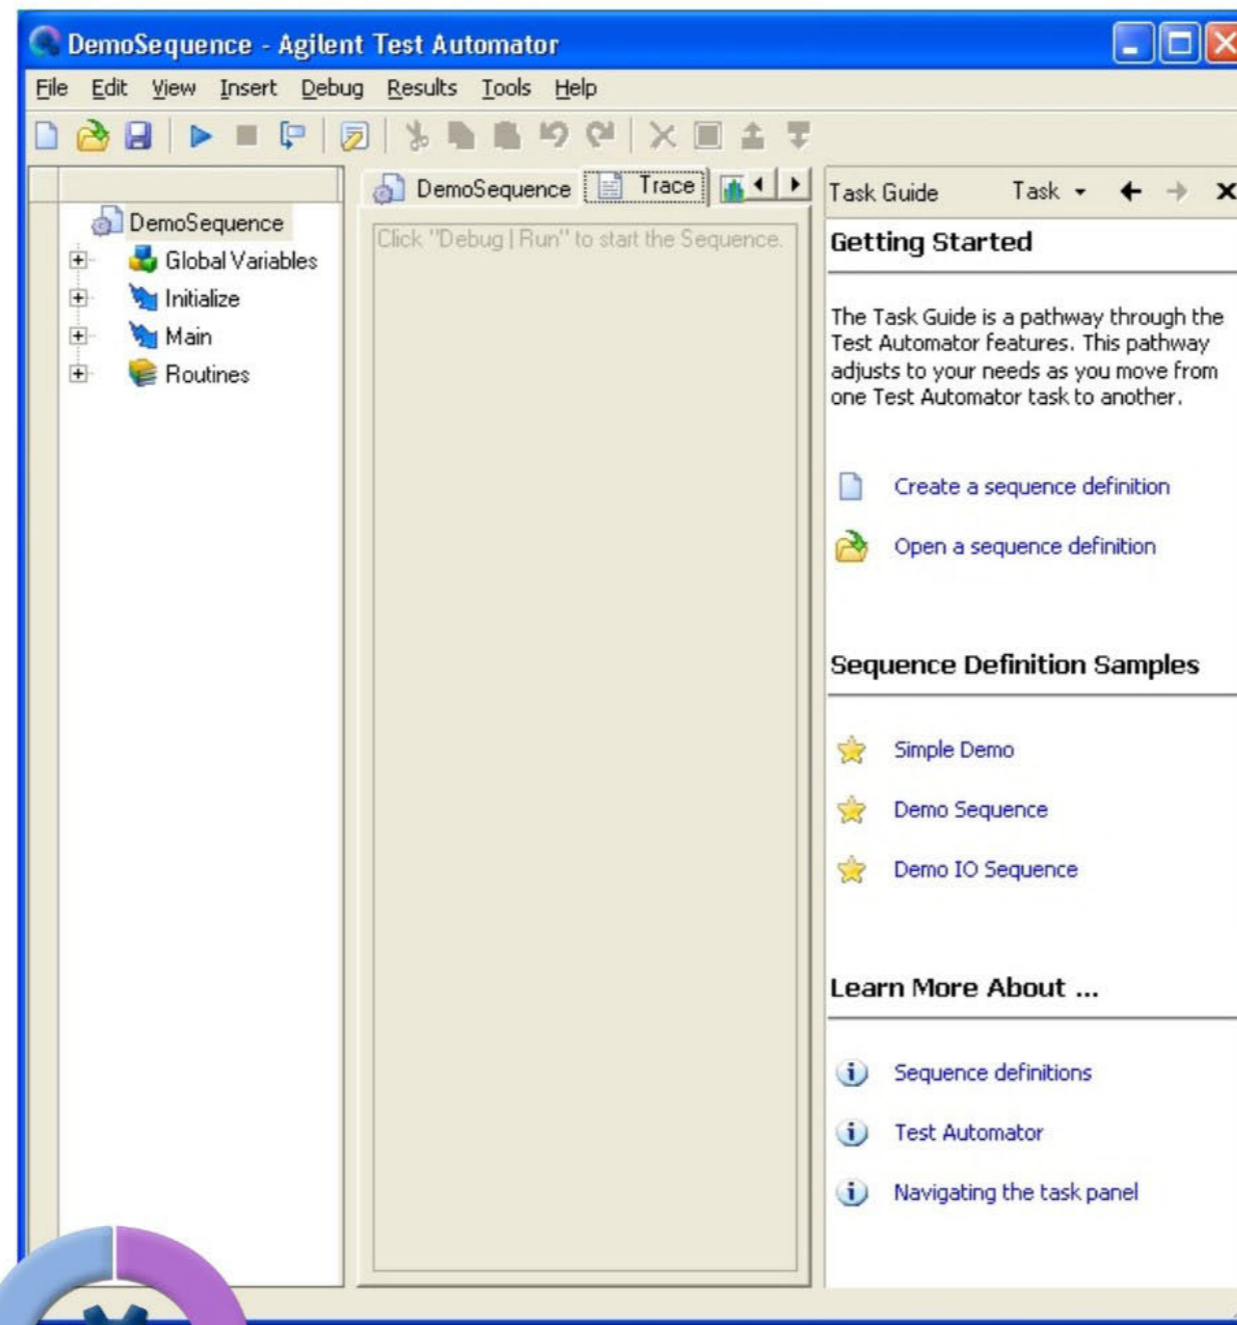 DemoSequence - Agilent Test Automator
File Edit View Insert Debug Results Tools Help
DemoSequence
Global Variables
Initialize
Main
Routines
DemoSequence Trace
Click "Debug | Run" to start the Sequence.
Task Guide Task
Getting Started
The Task Guide is a pathway through the
Test Automator features. This pathway
adjusts to your needs as you move from
one Test Automator task to another.
Create a sequence definition
Open a sequence definition
Sequence Definition Samples
Simple Demo
Demo Sequence
Demo IO Sequence
Learn More About ...
Sequence definitions
Test Automator
Navigating the task panel